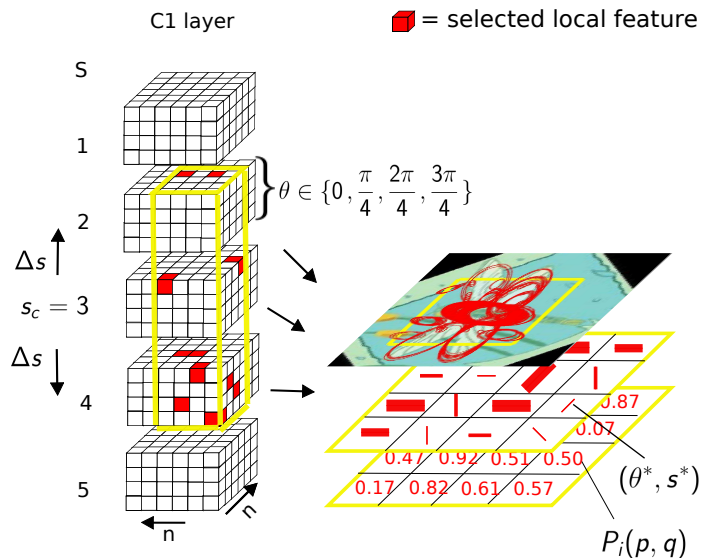 C1 layer
= selected local feature
S
1
θ ∈ {0, π/4, 2π/4, 3π/4}
2
Δs
s_c = 3
Δs
4
0.87
0.07
0.47 0.92 0.51 0.50
(θ*, s*)
0.17 0.82 0.61 0.57
5
n
n
P_i(p, q)